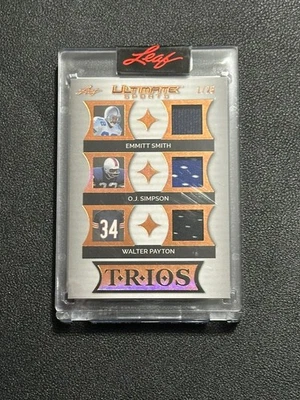 Leaf
Leaf
ULTIMATE
SPORTS
EMMITT SMITH
O.J. SIMPSON
34
WALTER PAYTON
TRIOS